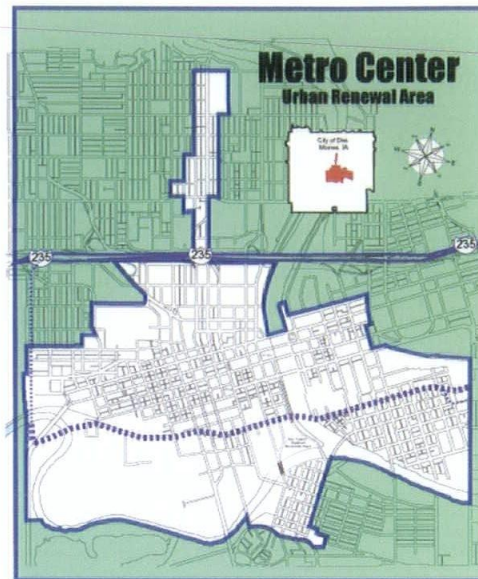 Metro Center
Urban Renewal Area
City of Des
Moines, IA
235
235
235